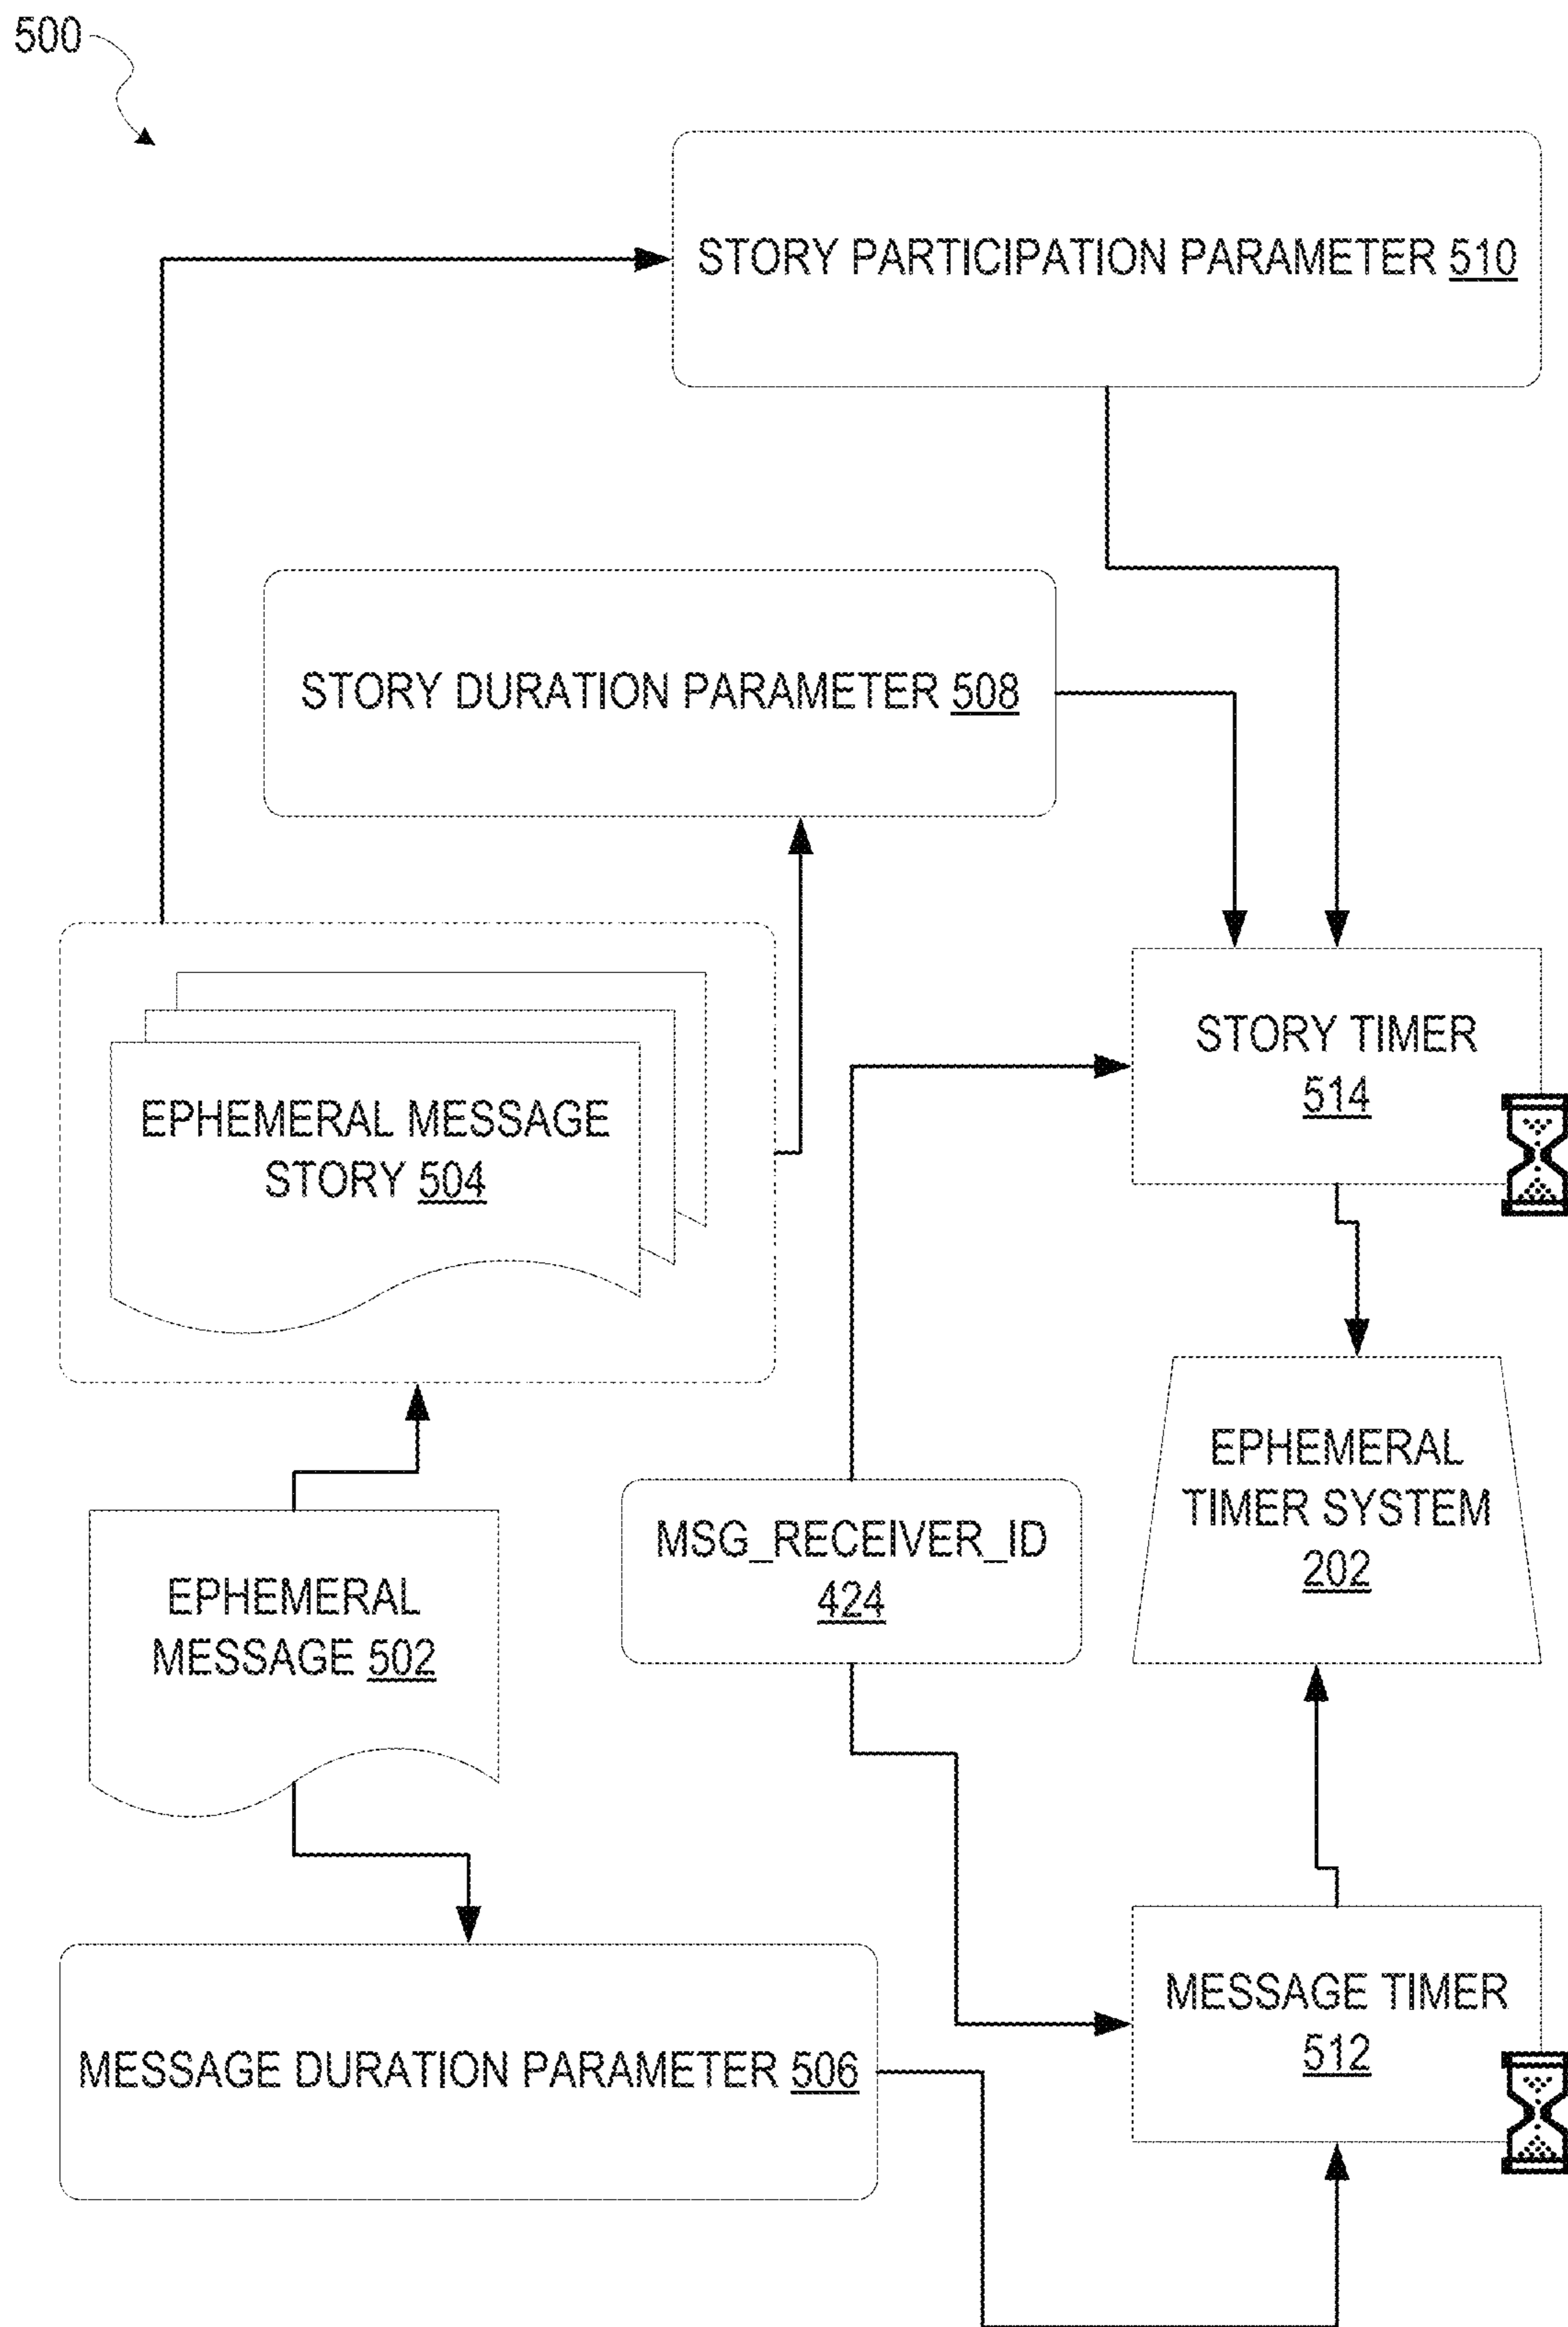 500
STORY PARTICIPATION PARAMETER 510
STORY DURATION PARAMETER 508
EPHEMERAL MESSAGE
STORY 504
STORY TIMER
514
EPHEMERAL
TIMER SYSTEM
202
MSG_RECEIVER_ID
424
EPHEMERAL
MESSAGE 502
MESSAGE TIMER
512
MESSAGE DURATION PARAMETER 506